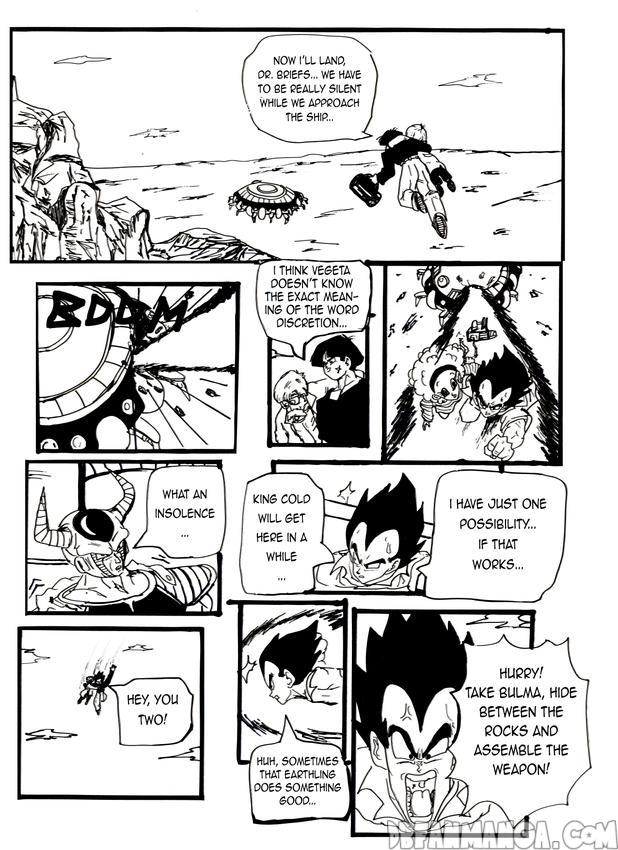 NOW I'LL LAND,
DR. BRIEFS... WE HAVE
TO BE REALLY SILENT
WHILE WE APPROACH
THE SHIP...
BOOM
I THINK VEGETA
DOESN'T KNOW
THE EXACT MEAN-
ING OF THE WORD
DISCRETION...
WHAT AN
INSOLENCE
...
KING COLD
WILL GET
HERE IN A
WHILE
...
I HAVE JUST ONE
POSSIBILITY...
IF THAT
WORKS...
HEY, YOU
TWO!
HUH, SOMETIMES
THAT EARTHLING
DOES SOMETHING
GOOD...
HURRY!
TAKE BULMA, HIDE
BETWEEN THE
ROCKS AND
ASSEMBLE THE
WEAPON!
DBFANMANGA.COM